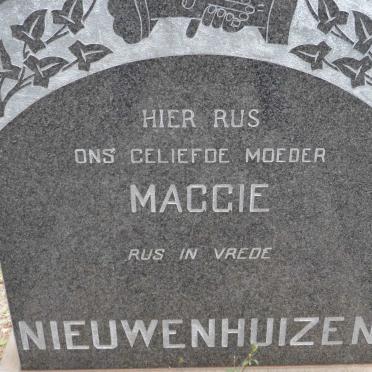 HIER RUS
ONS GELIEFDE MOEDER
MAGGIE
RUS IN VREDE
NIEUWENHUIZEN